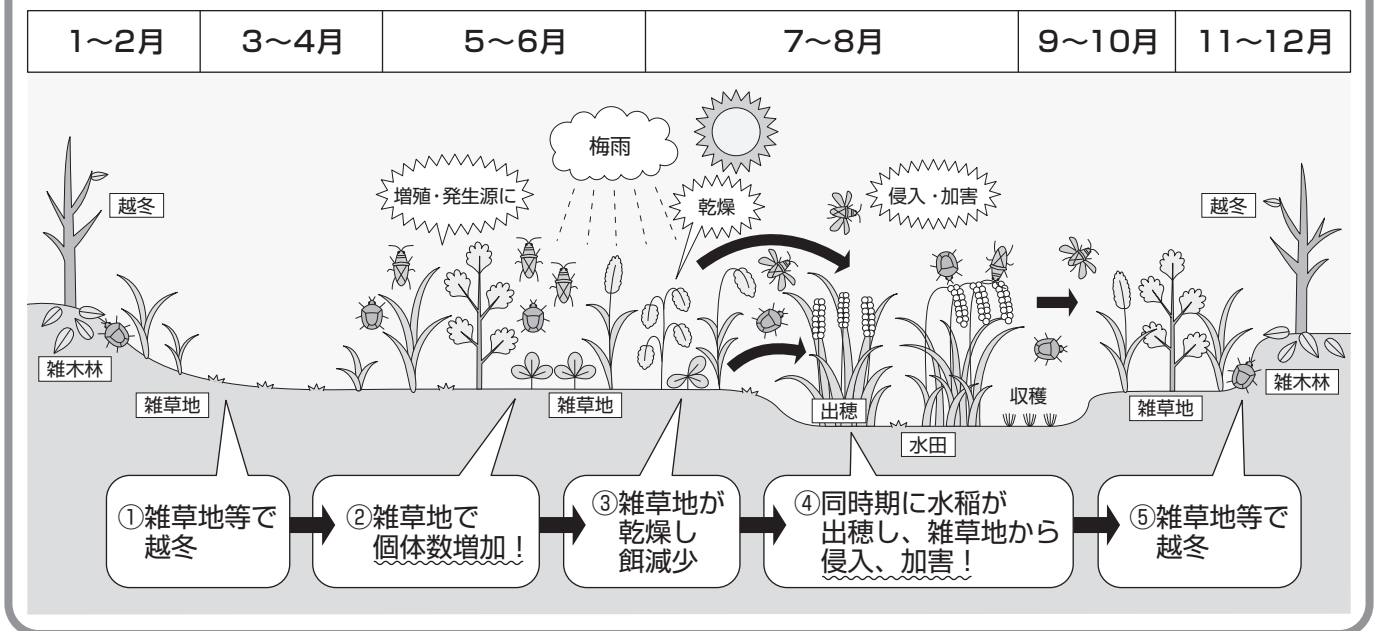 1～2月
3～4月
5～6月
7～8月
9～10月
11～12月
梅雨
増殖・発生源に
乾燥
侵入・加害
越冬
越冬
雑木林
雑草地
雑草地
出穂
水田
収穫
雑草地
雑木林
①雑草地等で
越冬
②雑草地で
個体数増加！
③雑草地が
乾燥し
餌減少
④同時期に水稲が
出穂し、雑草地から
侵入、加害！
⑤雑草地等で
越冬